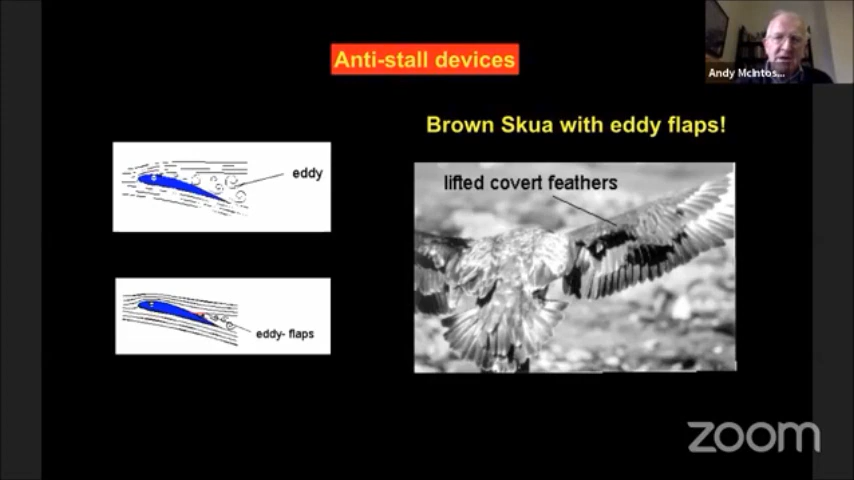 Anti-stall devices
Andy McIntos...
Brown Skua with eddy flaps!
eddy
lifted covert feathers
eddy- flaps
zoom